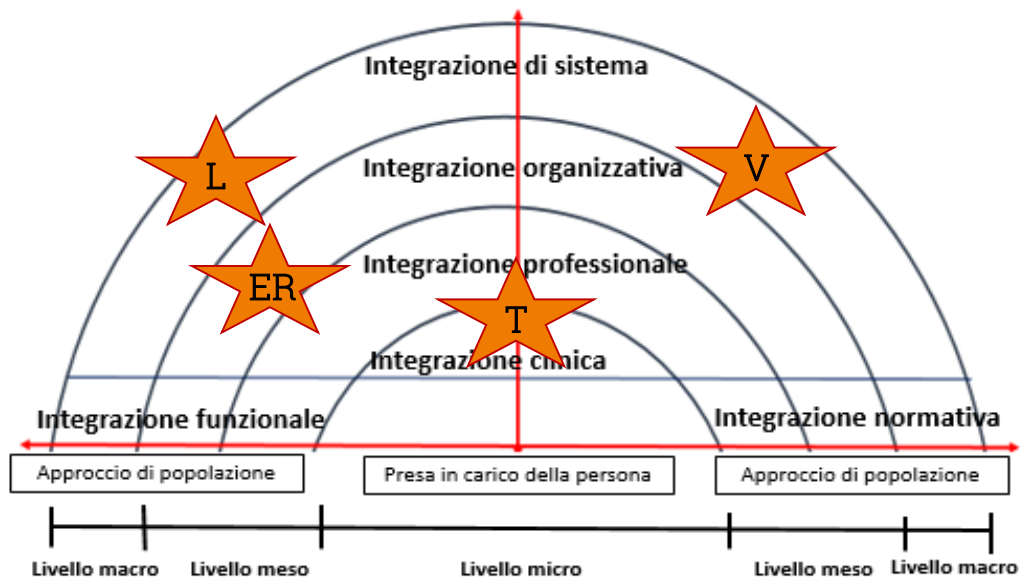 Integrazione di sistema
L
V
Integrazione organizzativa
ER
Integrazione professionale
T
Integrazione clinica
Integrazione funzionale
Integrazione normativa
Approccio di popolazione
Presa in carico della persona
Approccio di popolazione
Livello macro
Livello meso
Livello micro
Livello meso
Livello macro